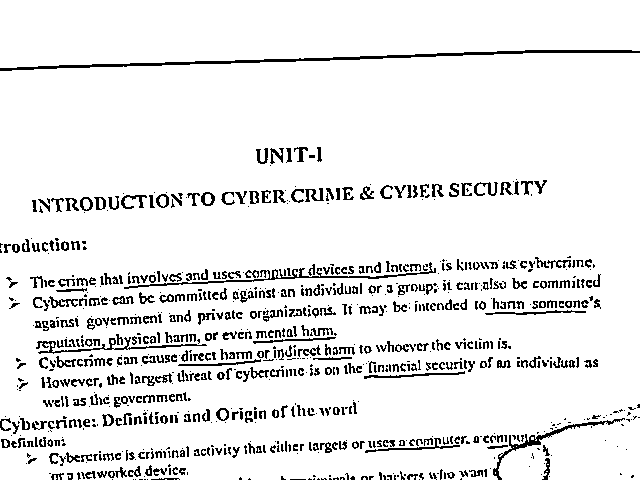 UNIT-I
INTRODUCTION TO CYBER CRIME & CYBER SECURITY
troduction:
➢ The crime that involves and uses computer devices and Internet, is known as cybercrime.
➢ Cybercrime can be committed against an individual or a group; it can also be committed
against government and private organizations. It may be intended to harm someone's
reputation, physical harm, or even mental harm.
➢ Cybercrime can cause direct harm or indirect harm to whoever the victim is.
➢ However, the largest threat of cybercrime is on the financial security of an individual as
well as the government.
Cybercrime: Definition and Origin of the word
Definition:
➢ Cybercrime is criminal activity that either targets or uses a computer, a computer
or a networked device.
or hackers who want